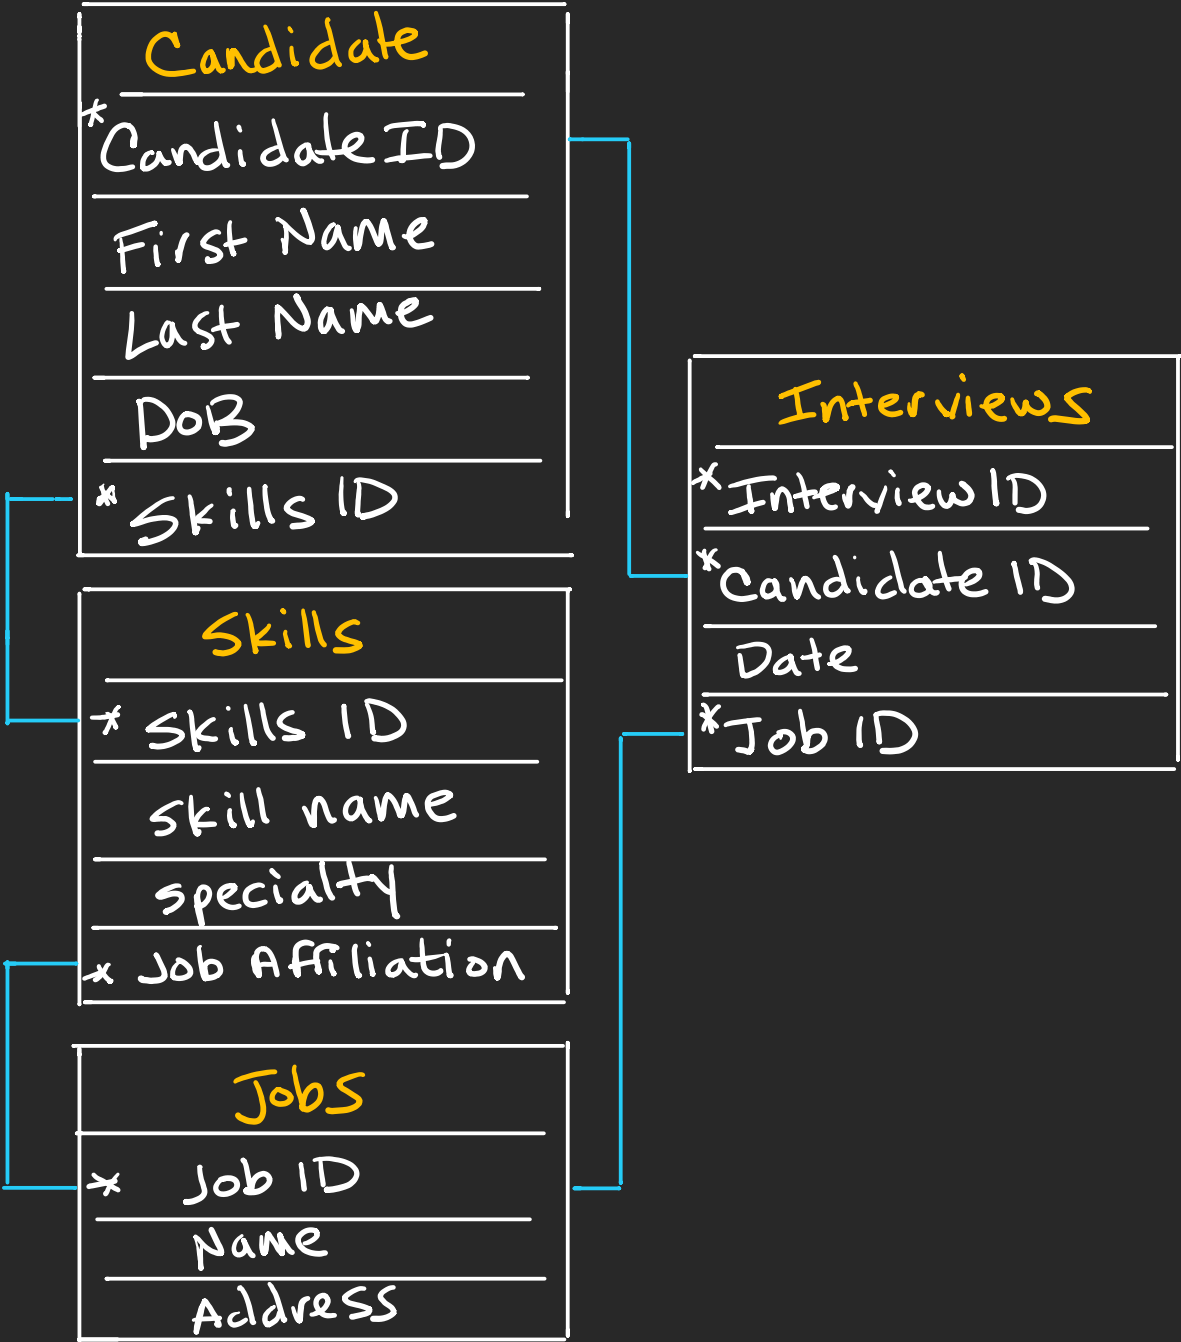 Candidate
* Candidate ID
First Name
Last Name
DoB
* Skills ID
Skills
* Skills ID
Skill name
specialty
* Job Affiliation
Jobs
* Job ID
Name
Address
Interviews
* Interview ID
* Candidate ID
Date
* Job ID